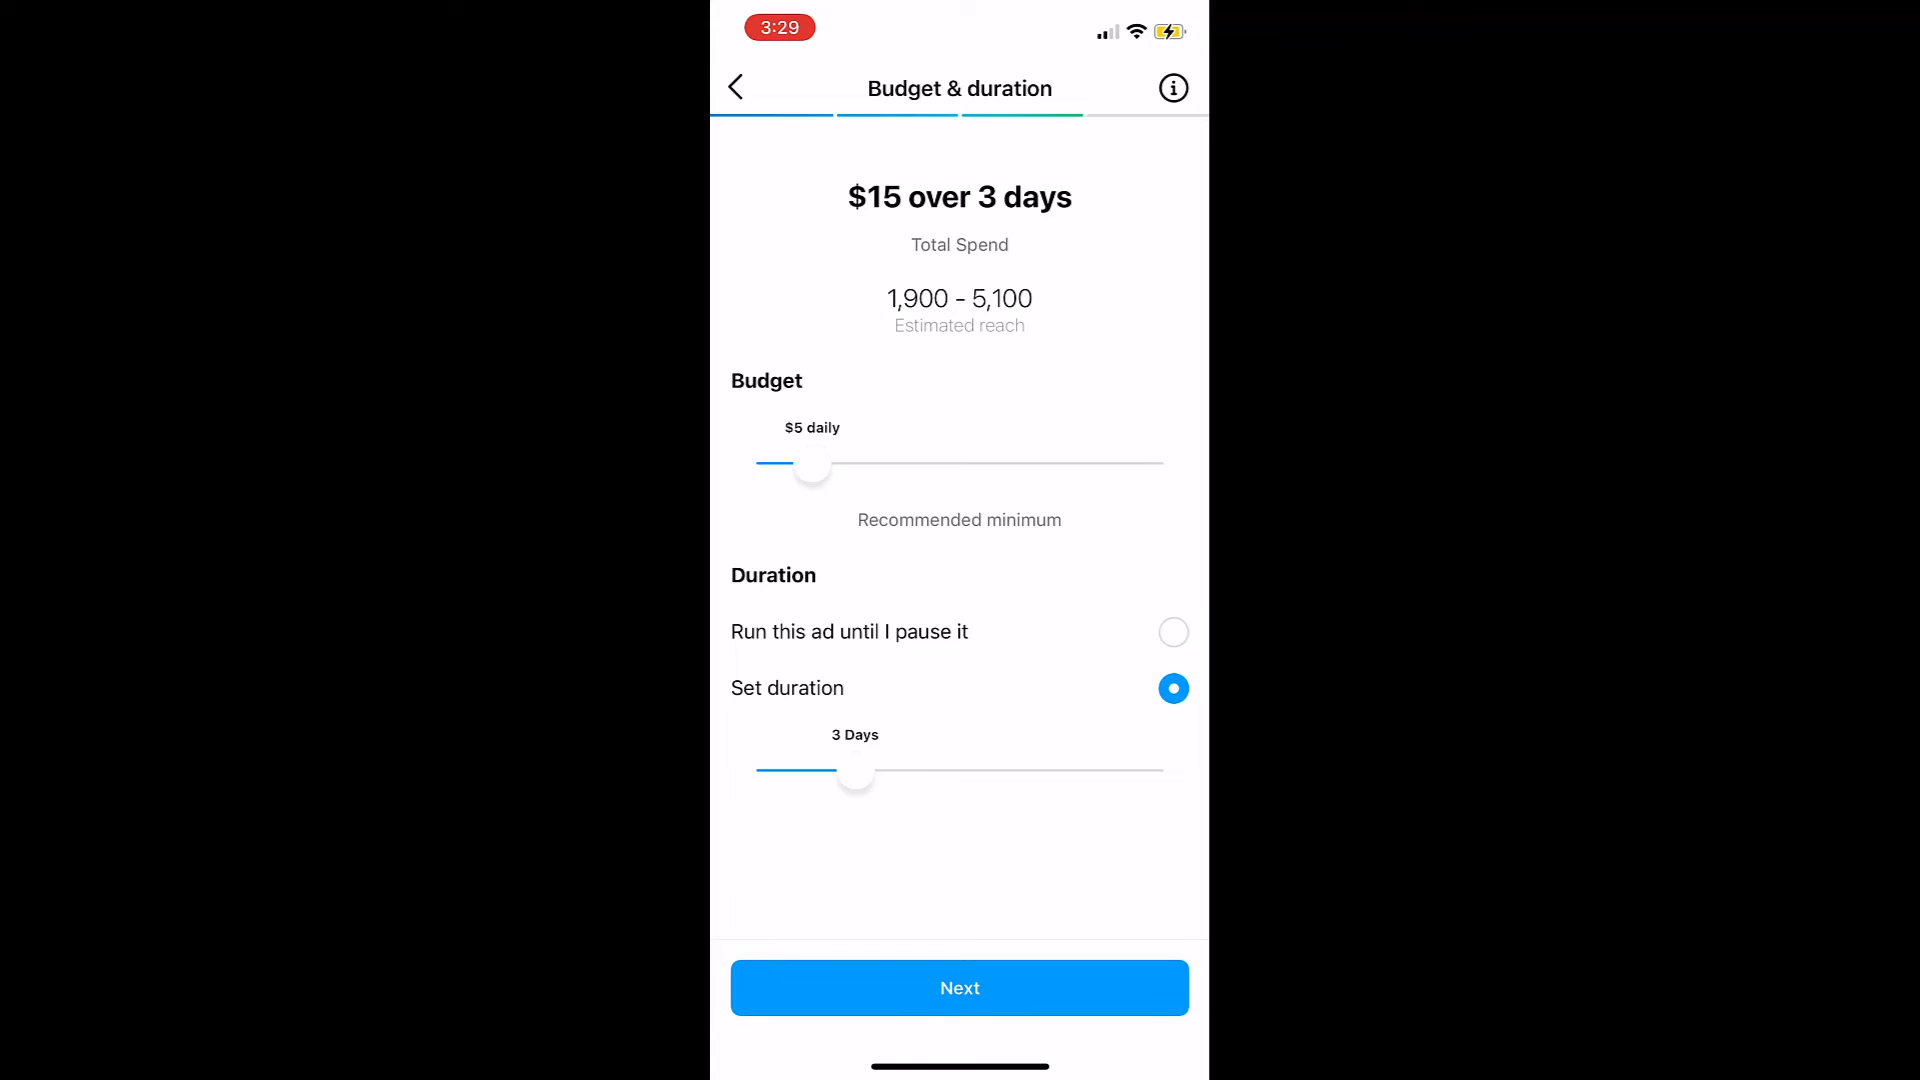 3:29
Budget & duration
$15 over 3 days
Total Spend
1,900 - 5,100
Estimated reach
Budget
$5 daily
Recommended minimum
Duration
Run this ad until I pause it
Set duration
3 Days
Next